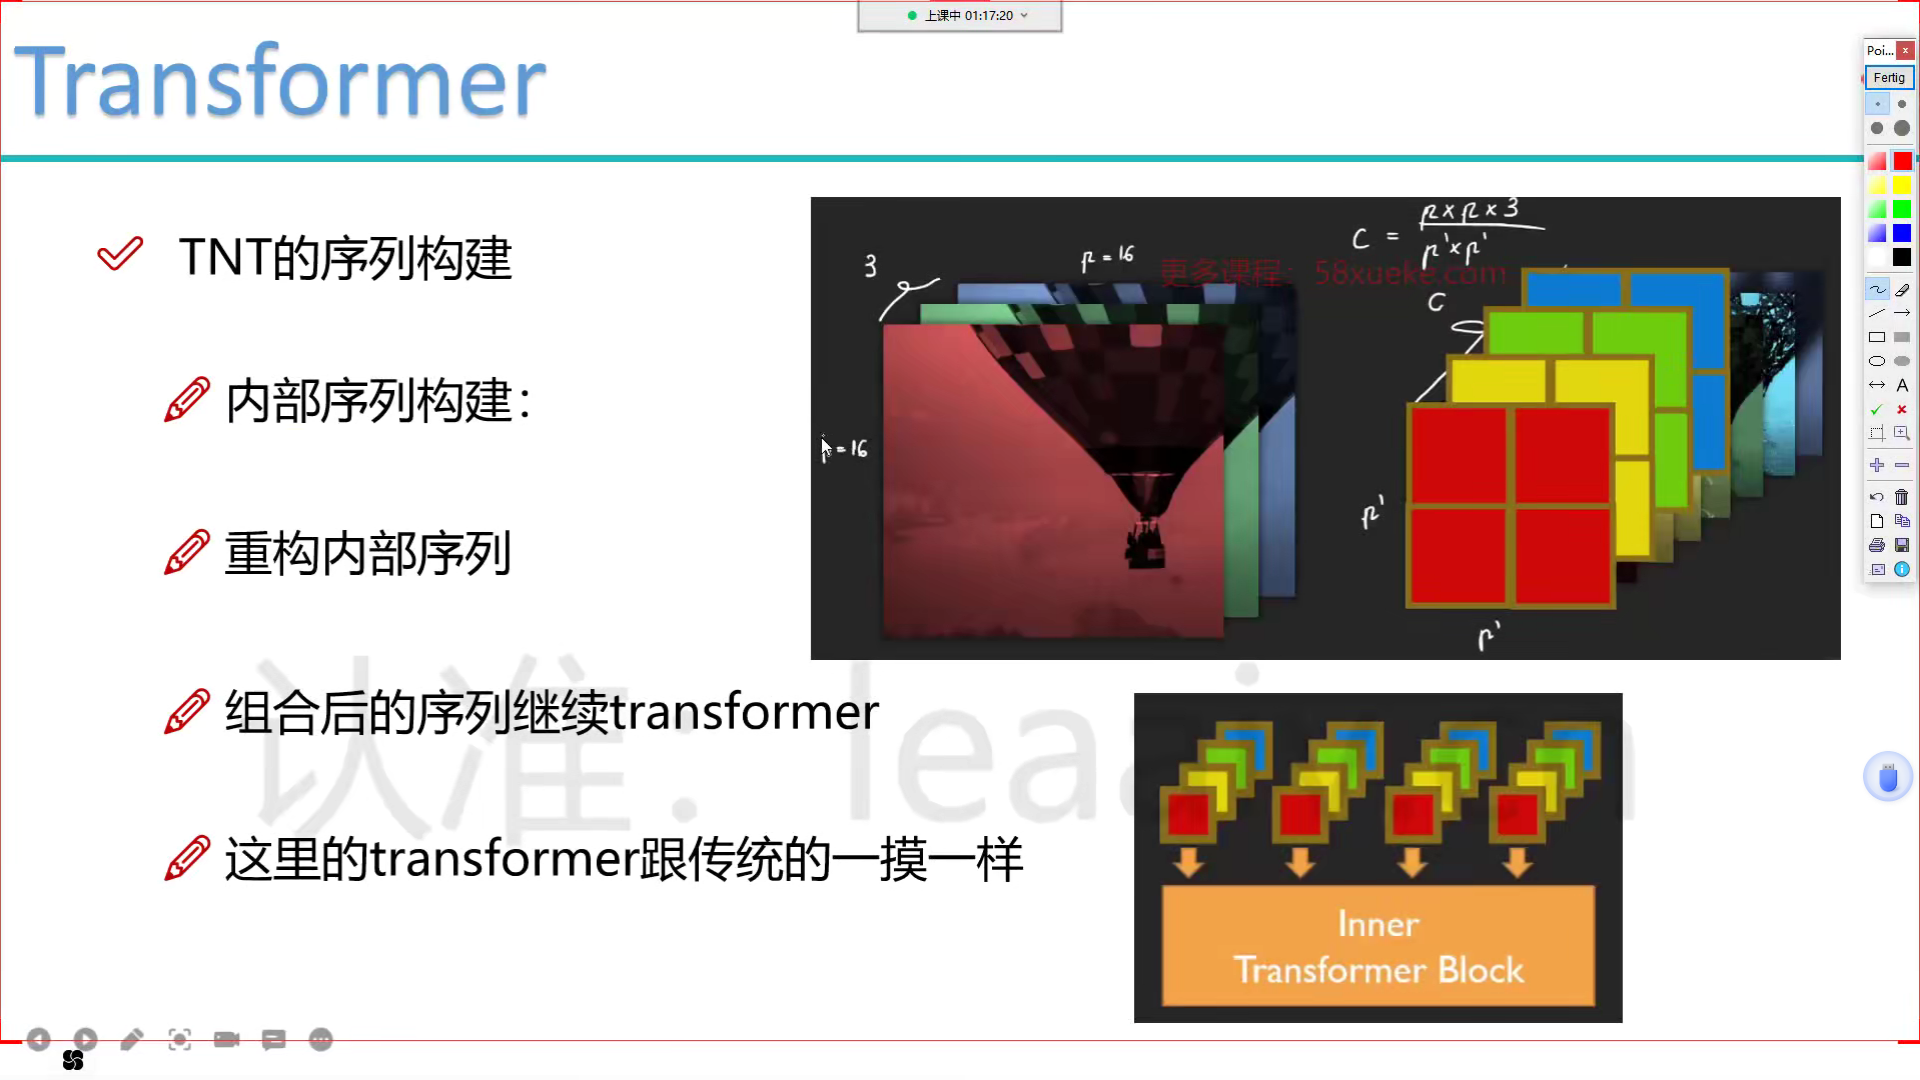 上课中 01:17:20
Transformer
Poi...
Fertig
TNT的序列构建
内部序列构建：
重构内部序列
组合后的序列继续transformer
这里的transformer跟传统的一摸一样
3
p = 16
= 16
C = p x p x 3
p' x p'
更多课程：58xueke.com
C
p'
p'
Inner
Transformer Block
认准：
A